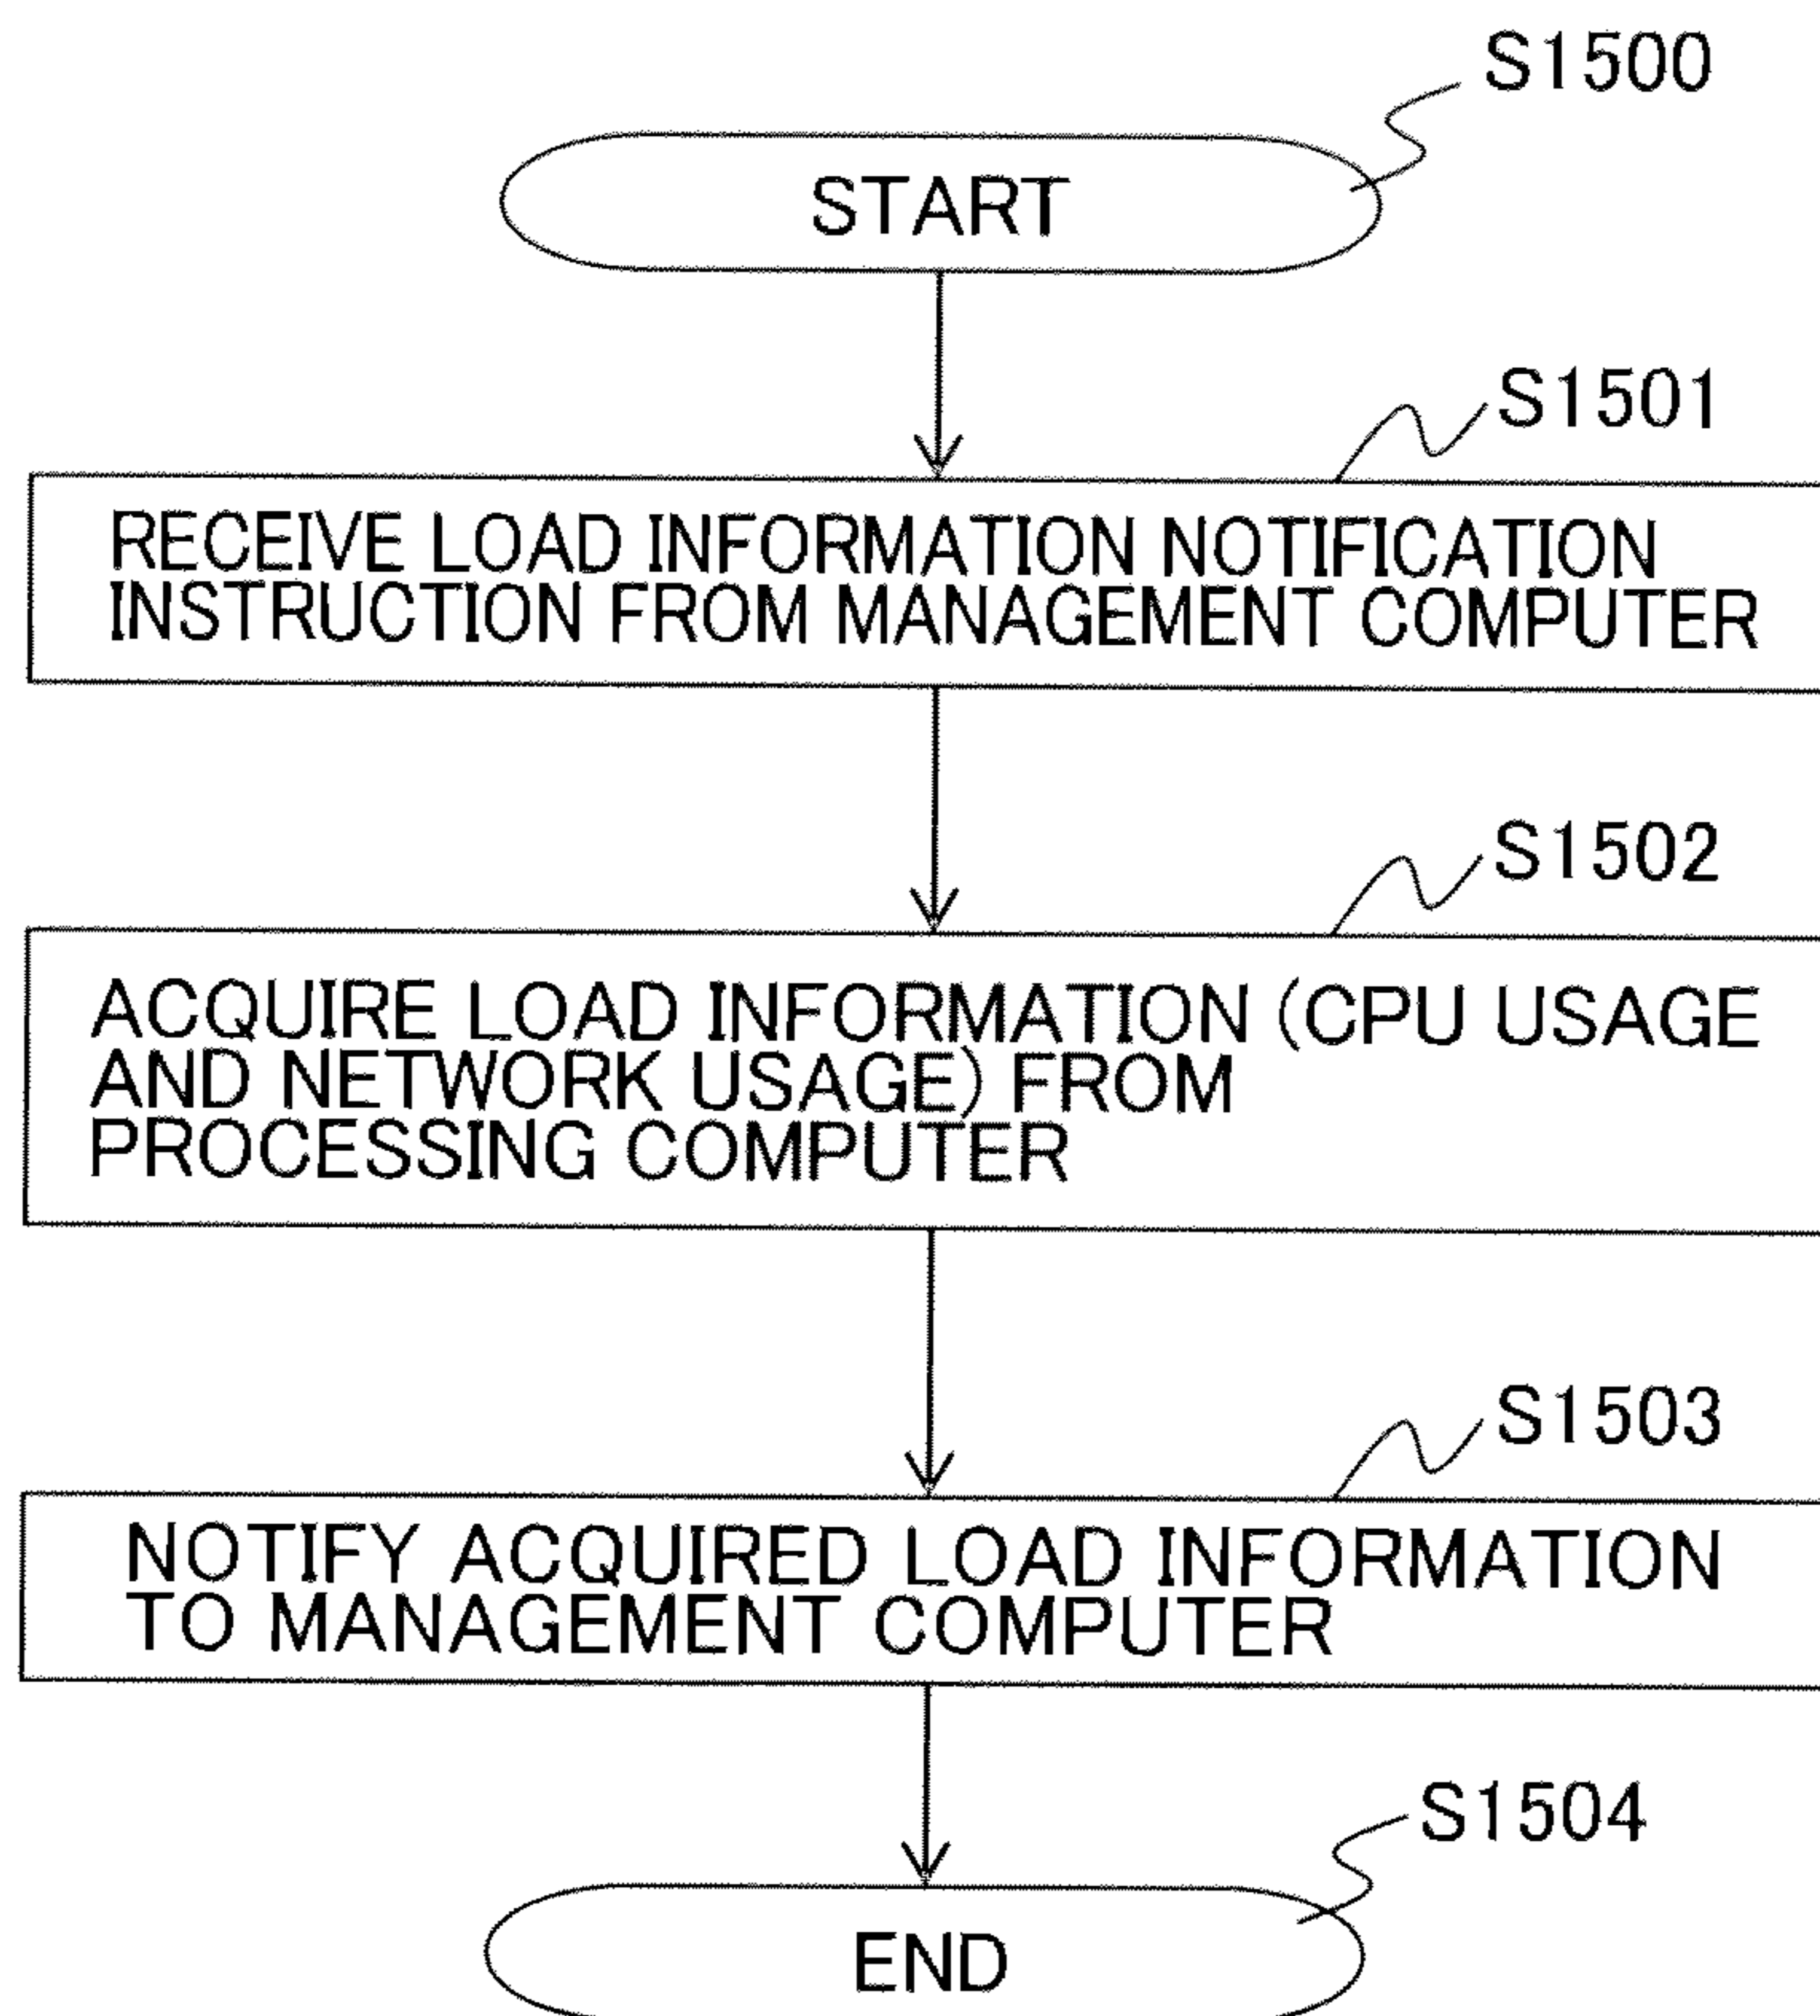 S1500
START
S1501
RECEIVE LOAD INFORMATION NOTIFICATION
INSTRUCTION FROM MANAGEMENT COMPUTER
S1502
ACQUIRE LOAD INFORMATION (CPU USAGE
AND NETWORK USAGE) FROM
PROCESSING COMPUTER
S1503
NOTIFY ACQUIRED LOAD INFORMATION
TO MANAGEMENT COMPUTER
S1504
END